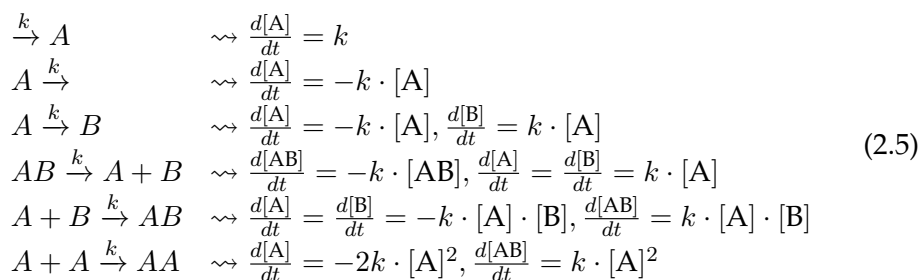 $\xrightarrow{k} A \quad \rightsquigarrow \frac{d[\mathrm{A}]}{dt} = k$
$A \xrightarrow{k} \quad \rightsquigarrow \frac{d[\mathrm{A}]}{dt} = -k \cdot [\mathrm{A}]$
$A \xrightarrow{k} B \quad \rightsquigarrow \frac{d[\mathrm{A}]}{dt} = -k \cdot [\mathrm{A}], \frac{d[\mathrm{B}]}{dt} = k \cdot [\mathrm{A}]$
$AB \xrightarrow{k} A + B \quad \rightsquigarrow \frac{d[\mathrm{AB}]}{dt} = -k \cdot [\mathrm{AB}], \frac{d[\mathrm{A}]}{dt} = \frac{d[\mathrm{B}]}{dt} = k \cdot [\mathrm{A}]$ (2.5)
$A + B \xrightarrow{k} AB \quad \rightsquigarrow \frac{d[\mathrm{A}]}{dt} = \frac{d[\mathrm{B}]}{dt} = -k \cdot [\mathrm{A}] \cdot [\mathrm{B}], \frac{d[\mathrm{AB}]}{dt} = k \cdot [\mathrm{A}] \cdot [\mathrm{B}]$
$A + A \xrightarrow{k} AA \quad \rightsquigarrow \frac{d[\mathrm{A}]}{dt} = -2k \cdot [\mathrm{A}]^2, \frac{d[\mathrm{AB}]}{dt} = k \cdot [\mathrm{A}]^2$